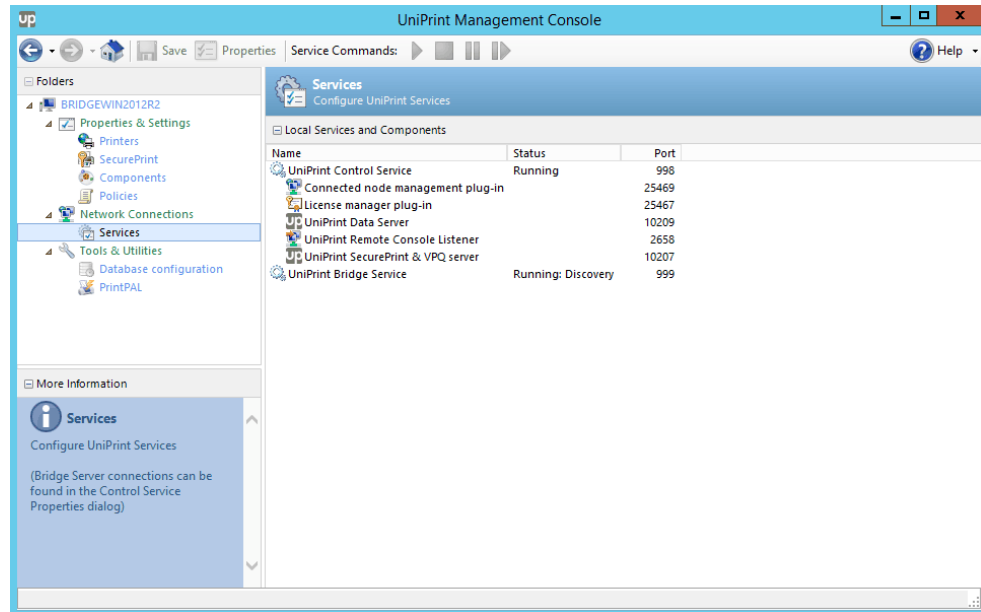 UP
UniPrint Management Console
Save Properties Service Commands: Help
Folders
BRIDGEWIN2012R2
Properties & Settings
Printers
SecurePrint
Components
Policies
Network Connections
Services
Tools & Utilities
Database configuration
PrintPAL
More Information
Services
Configure UniPrint Services
(Bridge Server connections can be
found in the Control Service
Properties dialog)
Services
Configure UniPrint Services
Local Services and Components
Name Status Port
UniPrint Control Service Running 998
Connected node management plug-in 25469
License manager plug-in 25467
UP UniPrint Data Server 10209
UniPrint Remote Console Listener 2658
UP UniPrint SecurePrint & VPQ server 10207
UniPrint Bridge Service Running: Discovery 999